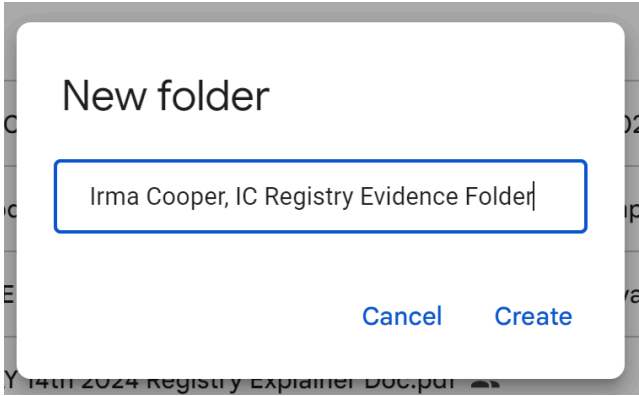 New folder
Irma Cooper, IC Registry Evidence Folder
Cancel Create
14th 2024 Registry Explainer Doc.pdf